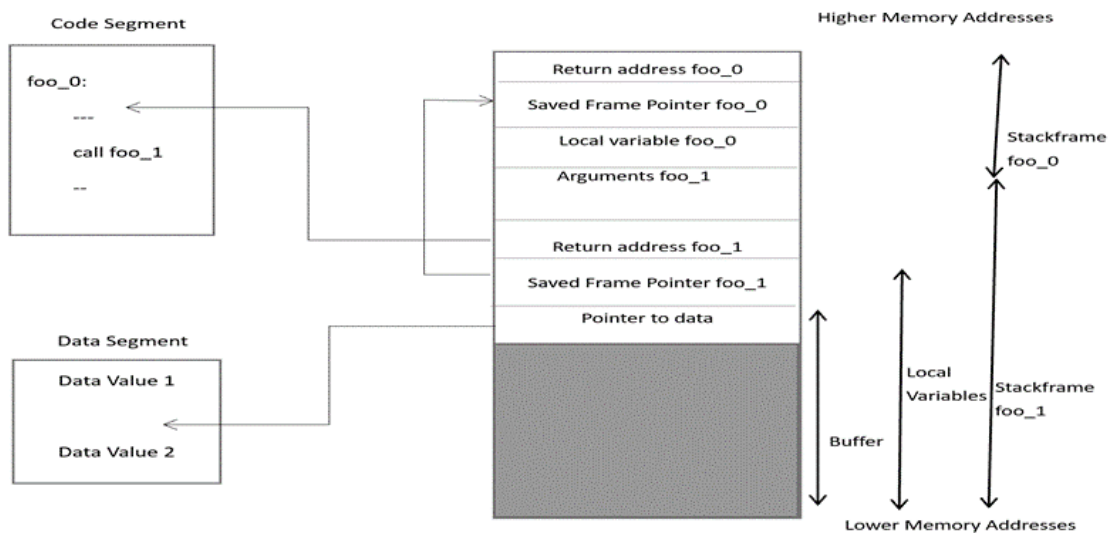 Code Segment
foo_0:
---
call foo_1
--
Data Segment
Data Value 1
Data Value 2
Return address foo_0
Saved Frame Pointer foo_0
Local variable foo_0
Arguments foo_1
Return address foo_1
Saved Frame Pointer foo_1
Pointer to data
Higher Memory Addresses
Stackframe
foo_0
Local
Variables
Stackframe
foo_1
Buffer
Lower Memory Addresses